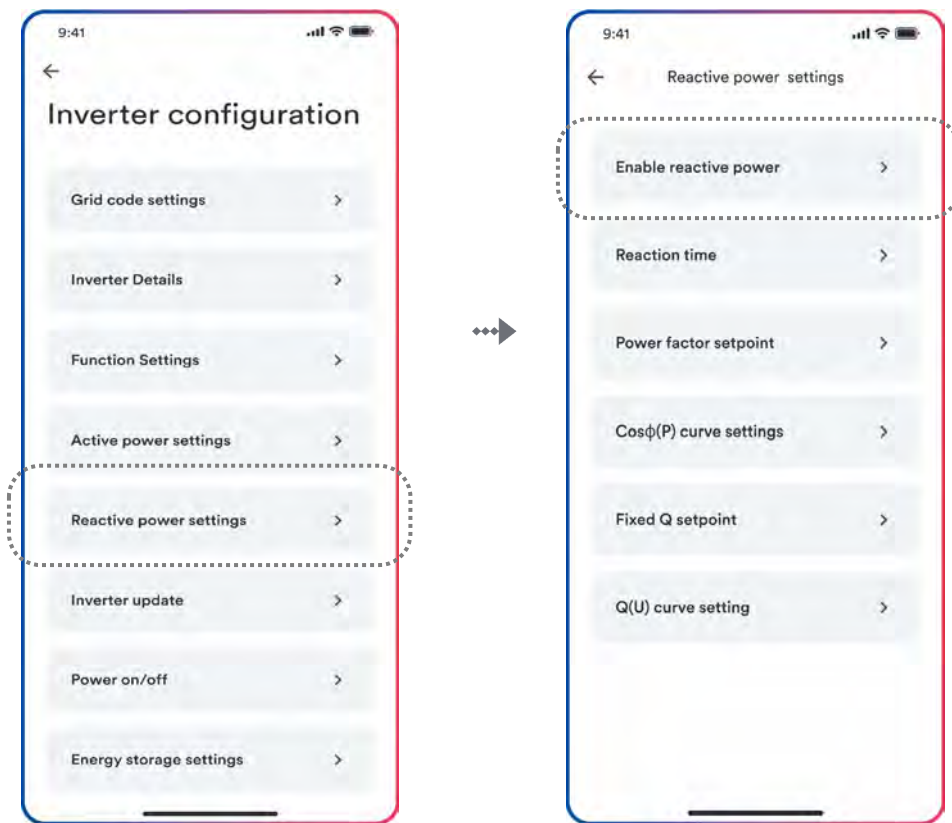 9:41
Inverter configuration
Grid code settings
Inverter Details
Function Settings
Active power settings
Reactive power settings
Inverter update
Power on/off
Energy storage settings
9:41
Reactive power settings
Enable reactive power
Reaction time
Power factor setpoint
Cosϕ(P) curve settings
Fixed Q setpoint
Q(U) curve setting